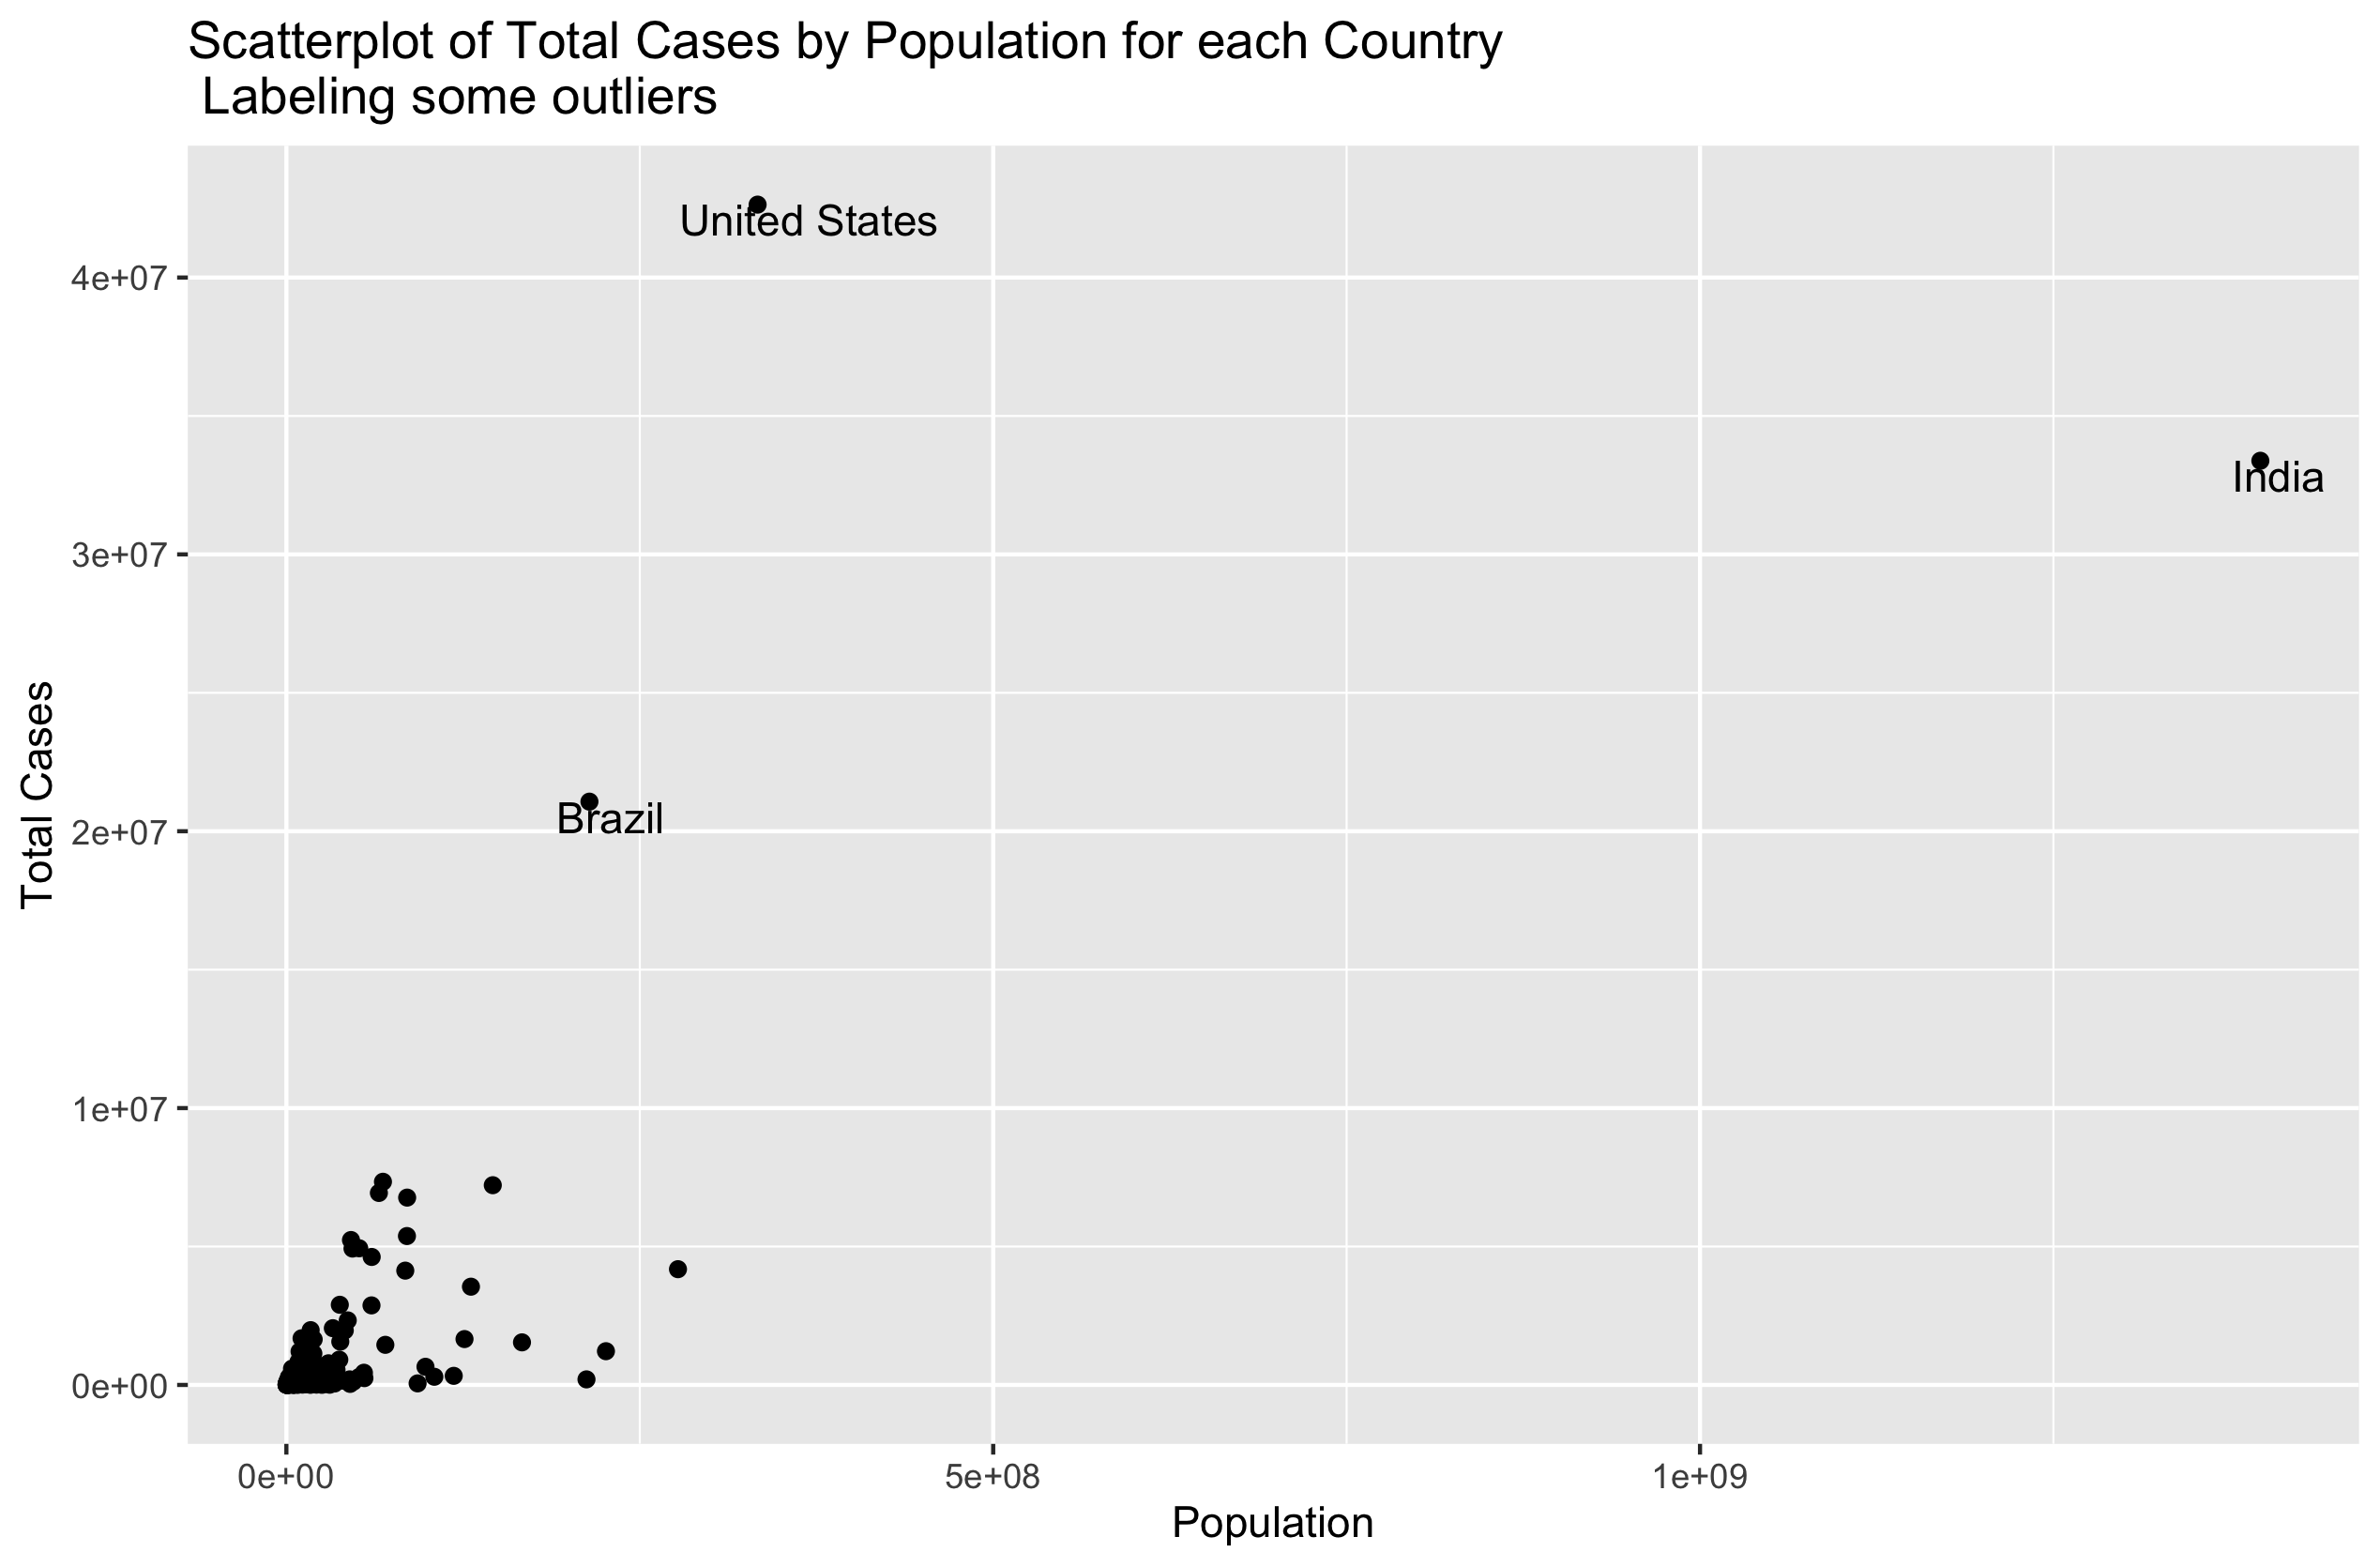 Scatterplot of Total Cases by Population for each Country
Labeling some outliers
United States
4e+07
India
3e+07
Brazil
2e+07
Total Cases
1e+07
0e+00
0e+00
5e+08
1e+09
Population